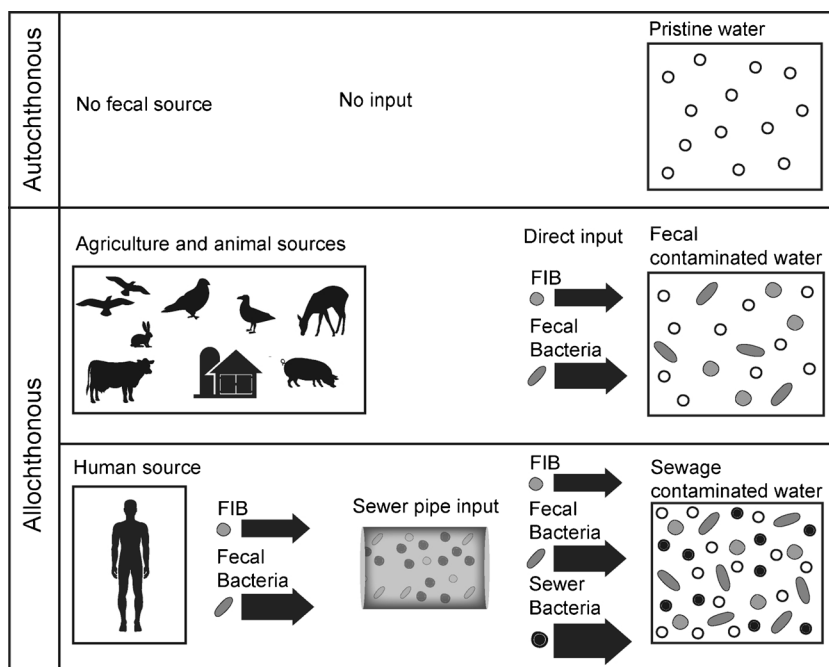 Autochthonous
No fecal source
No input
Pristine water
Allochthonous
Agriculture and animal sources
Direct input
FIB
Fecal
Bacteria
Fecal
contaminated water
Human source
FIB
Fecal
Bacteria
Sewer pipe input
FIB
Fecal
Bacteria
Sewer
Bacteria
Sewage
contaminated water